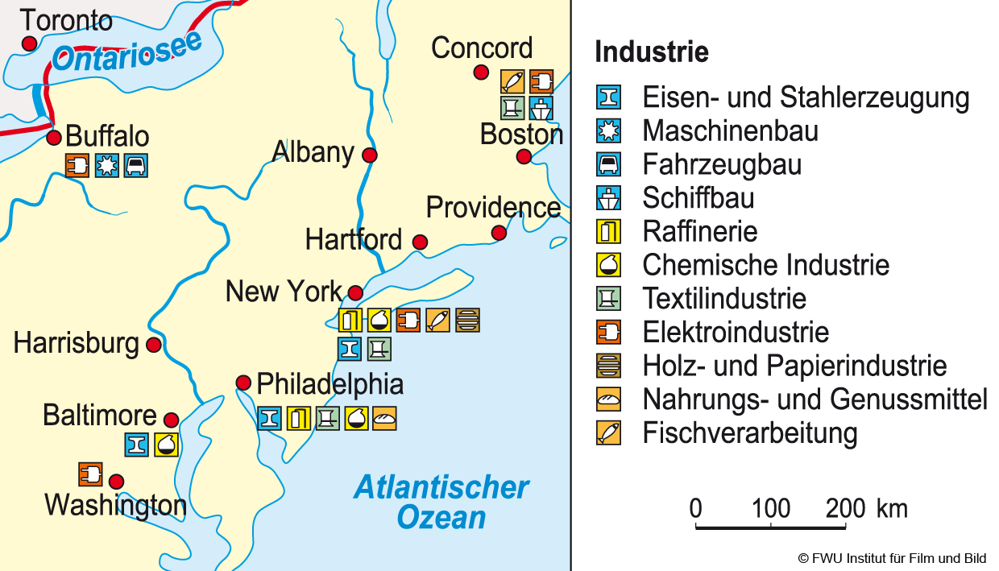 Toronto
Ontariosee
Concord
Buffalo
Boston
Albany
Providence
Hartford
New York
Harrisburg
Philadelphia
Baltimore
Washington
Atlantischer
Ozean
Industrie
Eisen- und Stahlerzeugung
Maschinenbau
Fahrzeugbau
Schiffbau
Raffinerie
Chemische Industrie
Textilindustrie
Elektroindustrie
Holz- und Papierindustrie
Nahrungs- und Genussmittel
Fischverarbeitung
0 100 200 km
© FWU Institut für Film und Bild